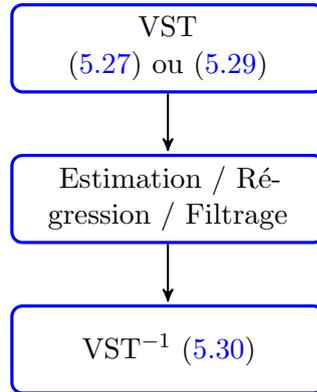 VST
(5.27) ou (5.29)
Estimation / Ré-
gression / Filtrage
VST⁻¹ (5.30)